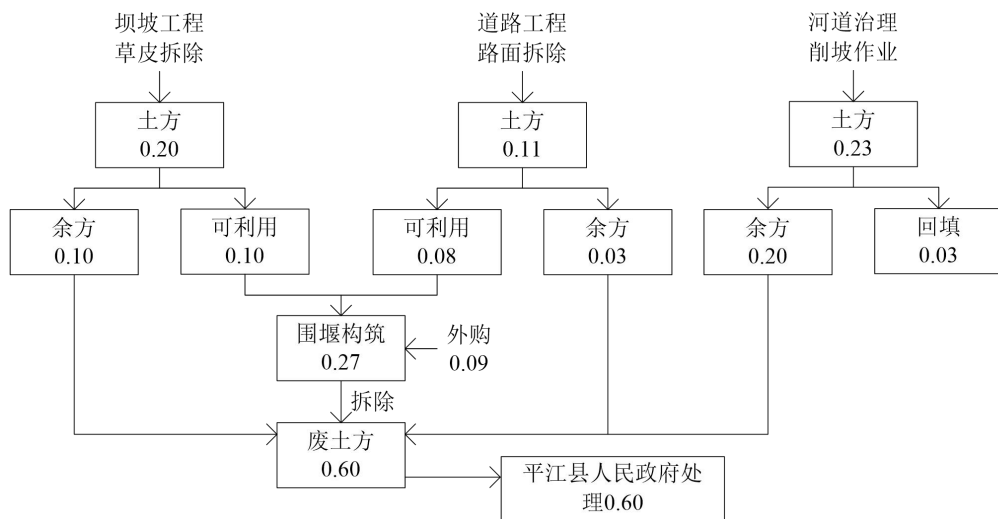 坝坡工程
草皮拆除
道路工程
路面拆除
河道治理
削坡作业
土方
0.20
土方
0.11
土方
0.23
余方
0.10
可利用
0.10
可利用
0.08
余方
0.03
余方
0.20
回填
0.03
围堰构筑
0.27
外购
0.09
拆除
废土方
0.60
平江县人民政府处
理0.60